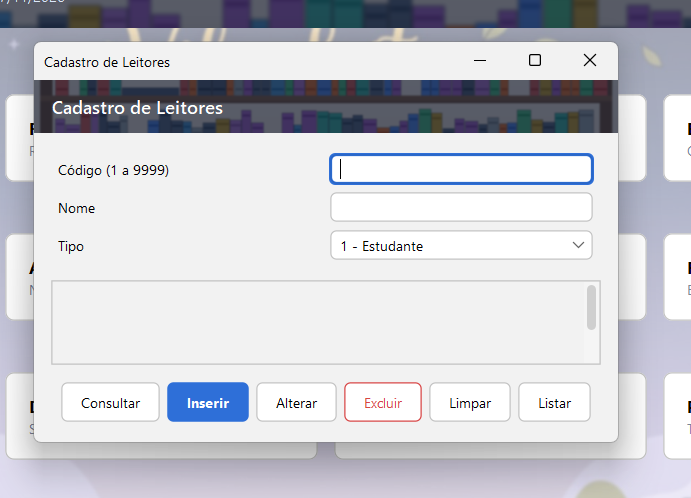 Cadastro de Leitores
Cadastro de Leitores
Código (1 a 9999)
Nome
Tipo
1 - Estudante
Consultar
Inserir
Alterar
Excluir
Limpar
Listar